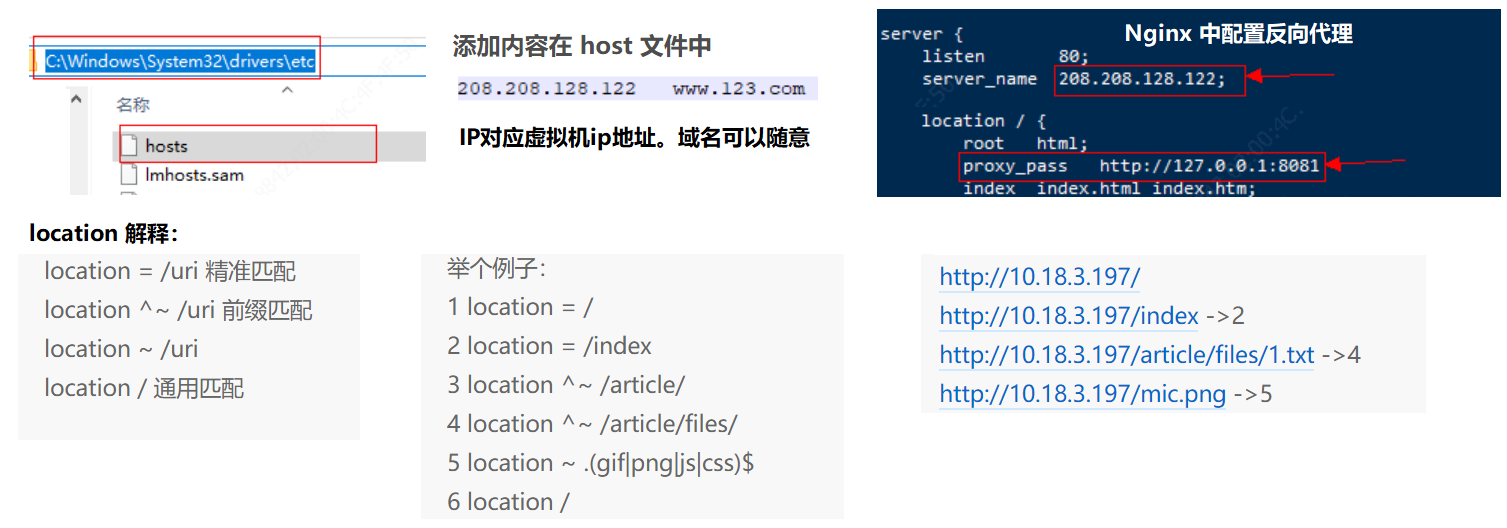 C:\Windows\System32\drivers\etc
名称
hosts
lmhosts.sam
添加内容在 host 文件中
208.208.128.122 www.123.com
IP对应虚拟机ip地址。域名可以随意
Nginx 中配置反向代理
server {
listen 80;
server_name 208.208.128.122;
location / {
root html;
proxy_pass http://127.0.0.1:8081
index index.html index.htm;
location 解释：
location = /uri 精准匹配
location ^~ /uri 前缀匹配
location ~ /uri
location / 通用匹配
举个例子：
1 location = /
2 location = /index
3 location ^~ /article/
4 location ^~ /article/files/
5 location ~ .(gif|png|js|css)$
6 location /
http://10.18.3.197/
http://10.18.3.197/index ->2
http://10.18.3.197/article/files/1.txt ->4
http://10.18.3.197/mic.png ->5